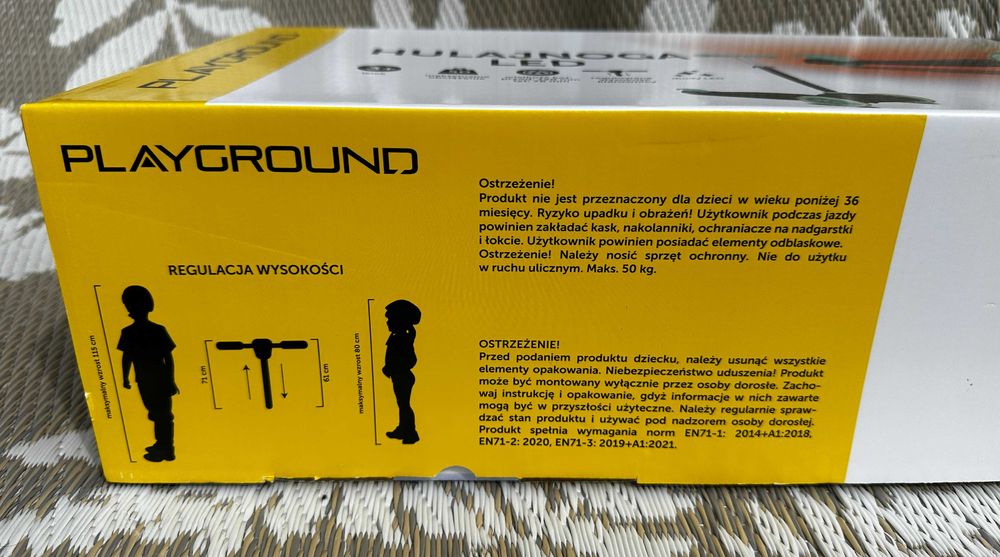 PLAYGROUND
HULAJNOGA
LED
PLAYGROUND
Ostrzeżenie!
Produkt nie jest przeznaczony dla dzieci w wieku poniżej 36
miesięcy. Ryzyko upadku i obrażeń! Użytkownik podczas jazdy
powinien zakładać kask, nakolanniki, ochraniacze na nadgarstki
i łokcie. Użytkownik powinien posiadać elementy odblaskowe.
Ostrzeżenie! Należy nosić sprzęt ochronny. Nie do użytku
w ruchu ulicznym. Maks. 50 kg.
REGULACJA WYSOKOŚCI
maksymalny wzrost 115 cm
71 cm
61 cm
maksymalny wzrost 80 cm
OSTRZEŻENIE!
Przed podaniem produktu dziecku, należy usunąć wszystkie
elementy opakowania. Niebezpieczeństwo uduszenia! Produkt
może być montowany wyłącznie przez osoby dorosłe. Zacho-
waj instrukcję i opakowanie, gdyż informacje w nich zawarte
mogą być w przyszłości użyteczne. Należy regularnie spraw-
dzać stan produktu i używać pod nadzorem osoby dorosłej.
Produkt spełnia wymagania norm EN71-1: 2014+A1:2018,
EN71-2: 2020, EN71-3: 2019+A1:2021.